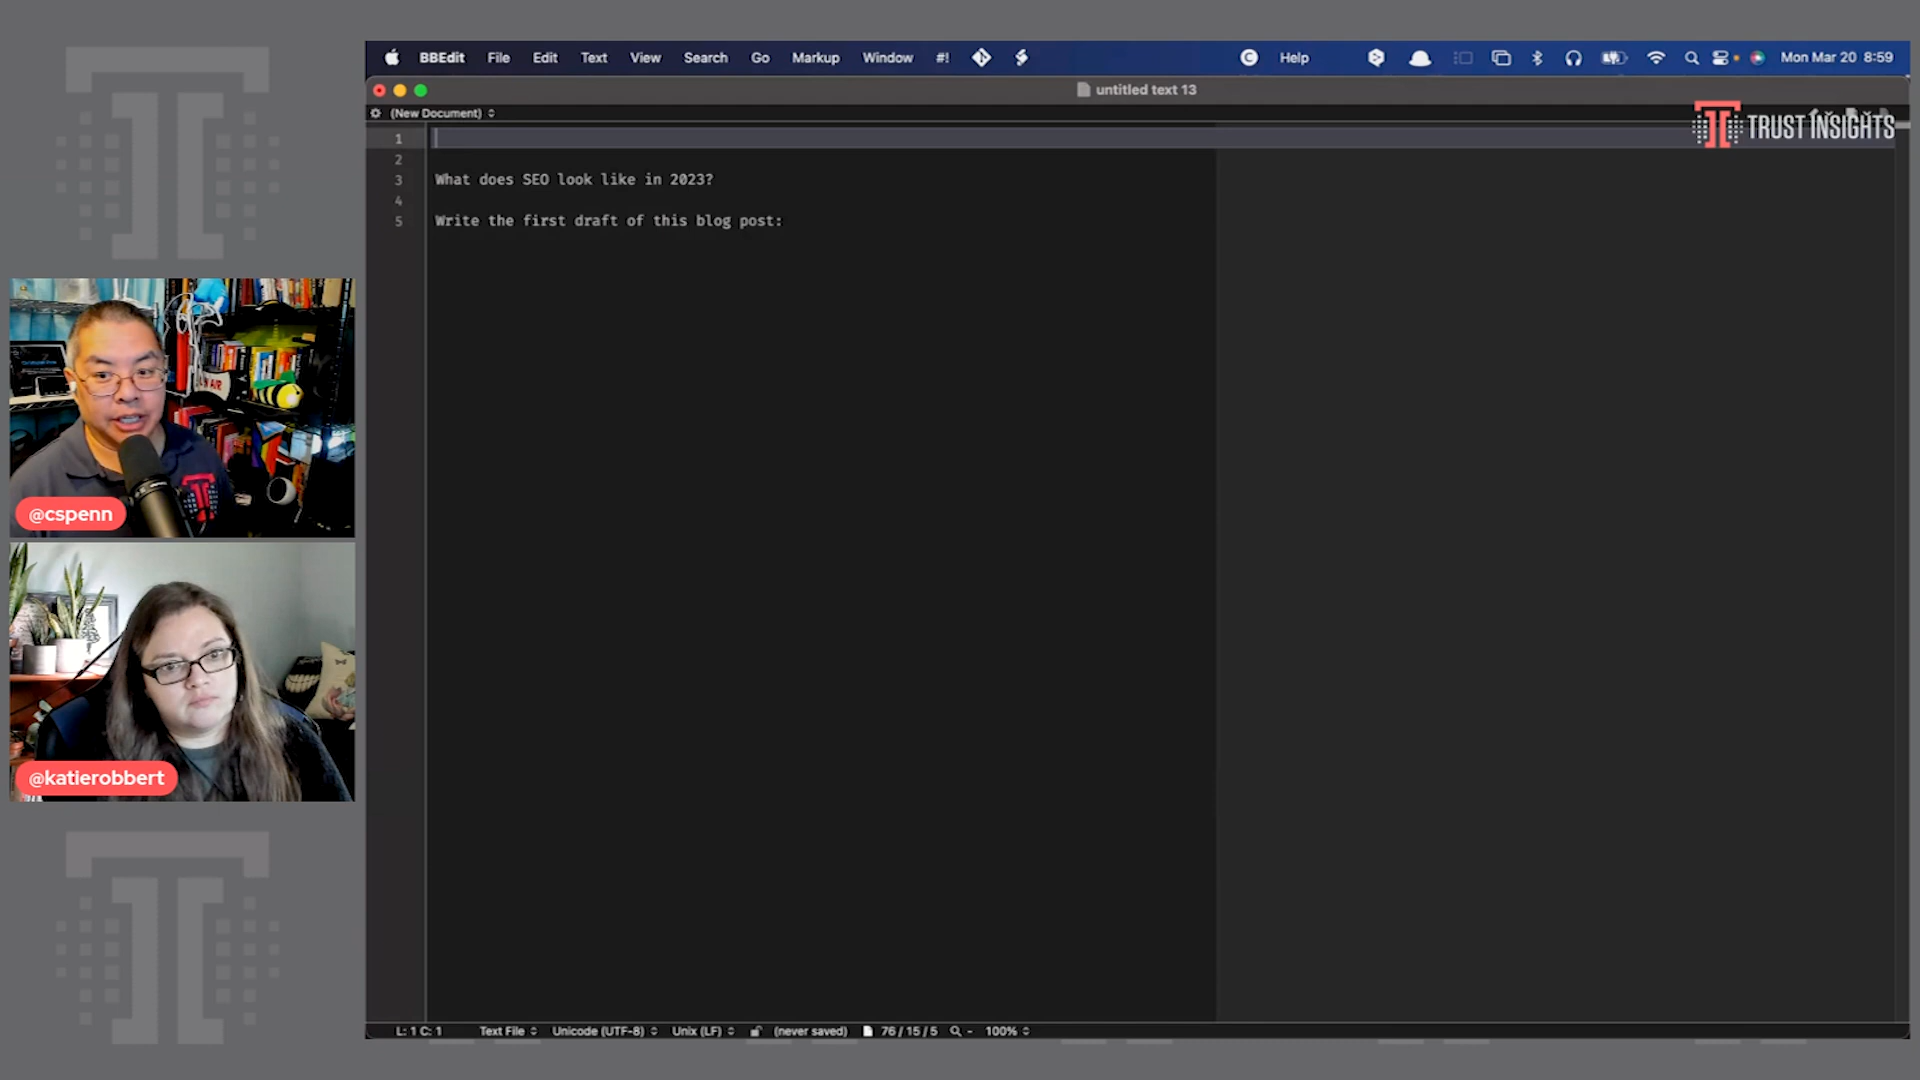 BBEdit File Edit Text View Search Go Markup Window #! Help Mon Mar 20 8:59
untitled text 13
(New Document)
TRUST INSIGHTS
1
2
3 What does SEO look like in 2023?
4
5 Write the first draft of this blog post:
ON AIR
@cspenn
@katierobbert
L: 1 C: 1 Text File Unicode (UTF-8) Unix (LF) (never saved) 76 / 15 / 5 100%